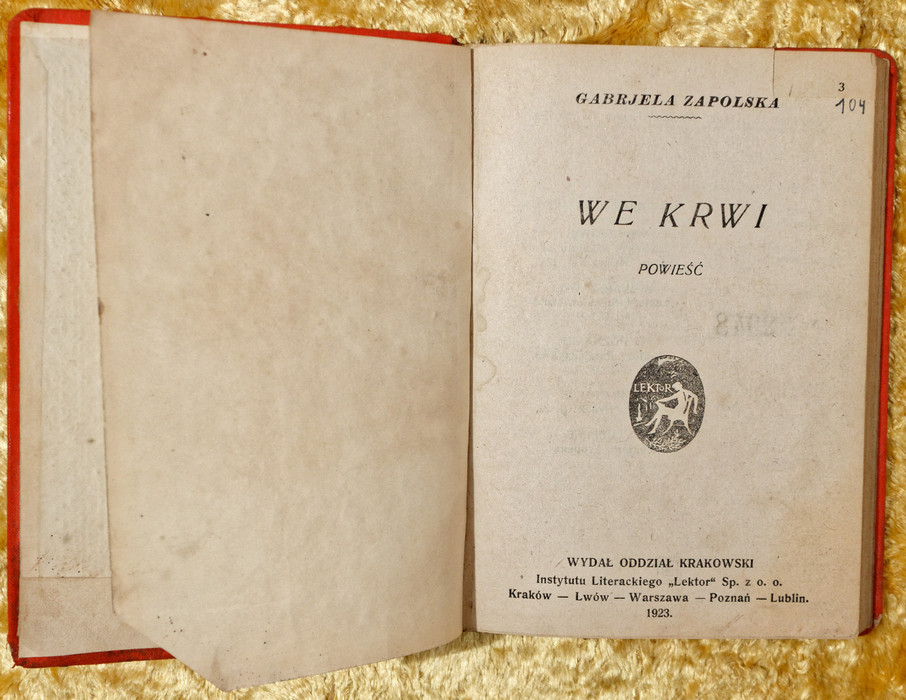 3
104
GABRJELA ZAPOLSKA
WE KRWI
POWIEŚĆ
LEKTOR
WYDAŁ ODDZIAŁ KRAKOWSKI
Instytutu Literackiego „Lektor“ Sp. z o. o.
Kraków — Lwów — Warszawa — Poznań — Lublin.
1923.